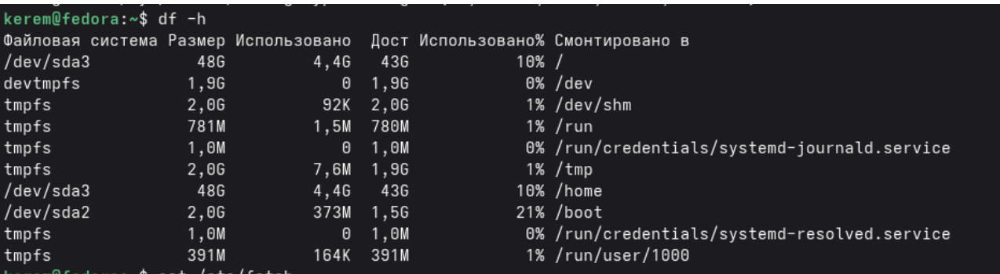 kerem@fedora:~$ df -h
Файловая система Размер Использовано Дост Использовано% Смонтировано в
/dev/sda3 48G 4,4G 43G 10% /
devtmpfs 1,9G 0 1,9G 0% /dev
tmpfs 2,0G 92K 2,0G 1% /dev/shm
tmpfs 781M 1,5M 780M 1% /run
tmpfs 1,0M 0 1,0M 0% /run/credentials/systemd-journald.service
tmpfs 2,0G 7,6M 1,9G 1% /tmp
/dev/sda3 48G 4,4G 43G 10% /home
/dev/sda2 2,0G 373M 1,5G 21% /boot
tmpfs 1,0M 0 1,0M 0% /run/credentials/systemd-resolved.service
tmpfs 391M 164K 391M 1% /run/user/1000